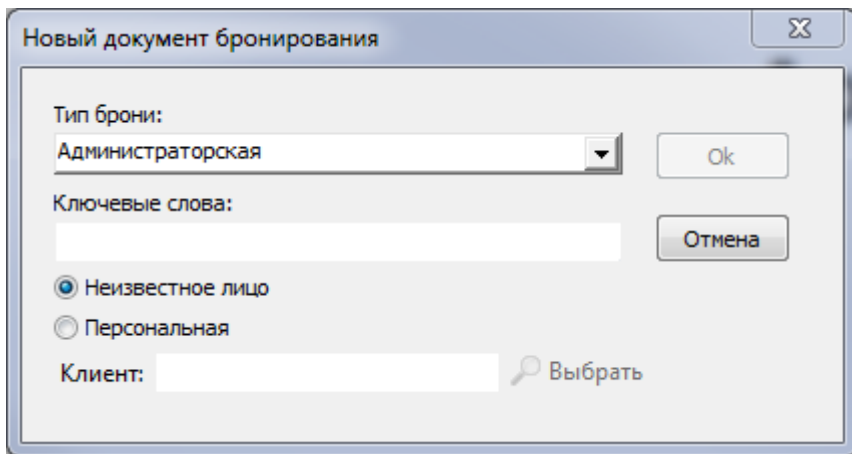 Новый документ бронирования
Тип брони:
Администраторская
Ok
Ключевые слова:
Отмена
Неизвестное лицо
Персональная
Клиент:
Выбрать